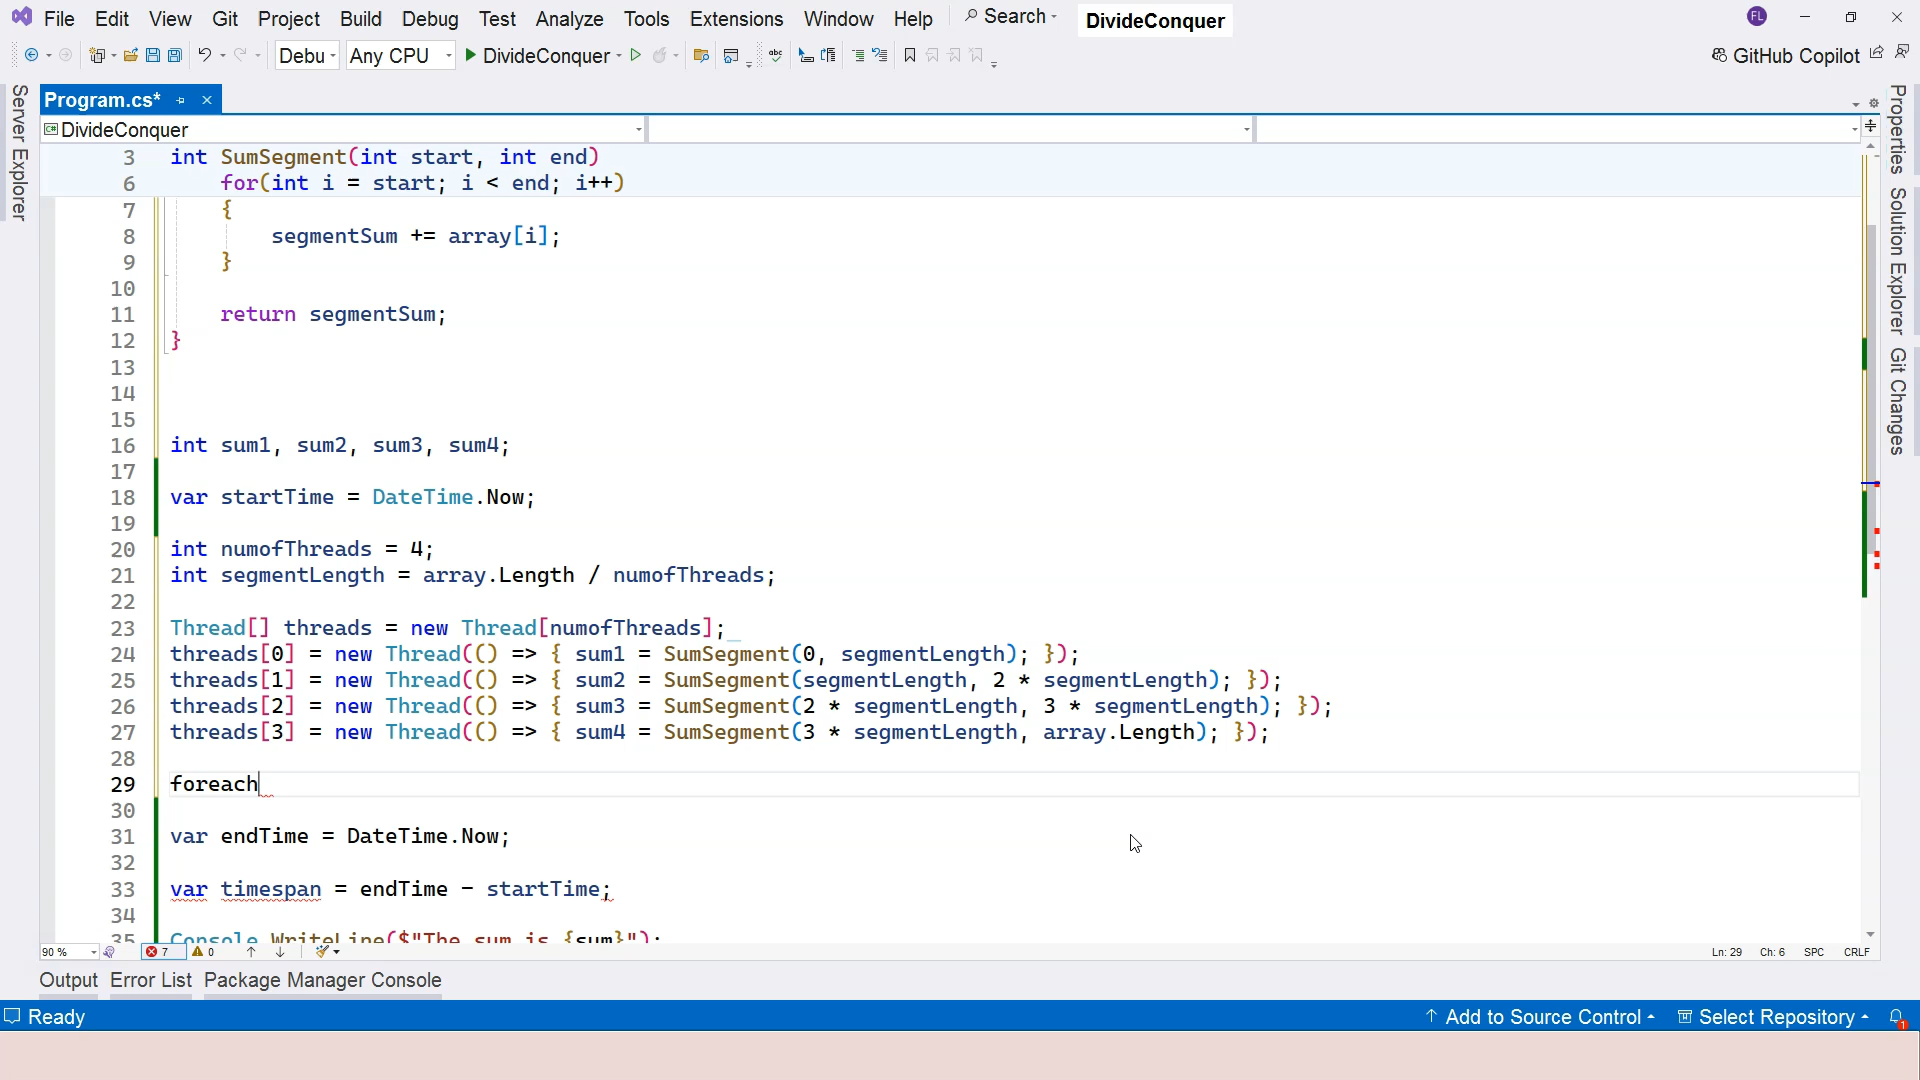 File Edit View Git Project Build Debug Test Analyze Tools Extensions Window Help Search DivideConquer
Debu Any CPU DivideConquer GitHub Copilot
Server Explorer
Program.cs*
DivideConquer
3 int SumSegment(int start, int end)
6 for(int i = start; i < end; i++)
7 {
8 segmentSum += array[i];
9 }
10
11 return segmentSum;
12 }
13
14
15
16 int sum1, sum2, sum3, sum4;
17
18 var startTime = DateTime.Now;
19
20 int numofThreads = 4;
21 int segmentLength = array.Length / numofThreads;
22
23 Thread[] threads = new Thread[numofThreads];
24 threads[0] = new Thread(() => { sum1 = SumSegment(0, segmentLength); });
25 threads[1] = new Thread(() => { sum2 = SumSegment(segmentLength, 2 * segmentLength); });
26 threads[2] = new Thread(() => { sum3 = SumSegment(2 * segmentLength, 3 * segmentLength); });
27 threads[3] = new Thread(() => { sum4 = SumSegment(3 * segmentLength, array.Length); });
28
29 foreach
30
31 var endTime = DateTime.Now;
32
33 var timespan = endTime - startTime;
34
35 Console.WriteLine($"The sum is {sum}");
Properties
Solution Explorer
Git Changes
90 % 7 0 Ln: 29 Ch: 6 SPC CRLF
Output Error List Package Manager Console
Ready Add to Source Control Select Repository 1